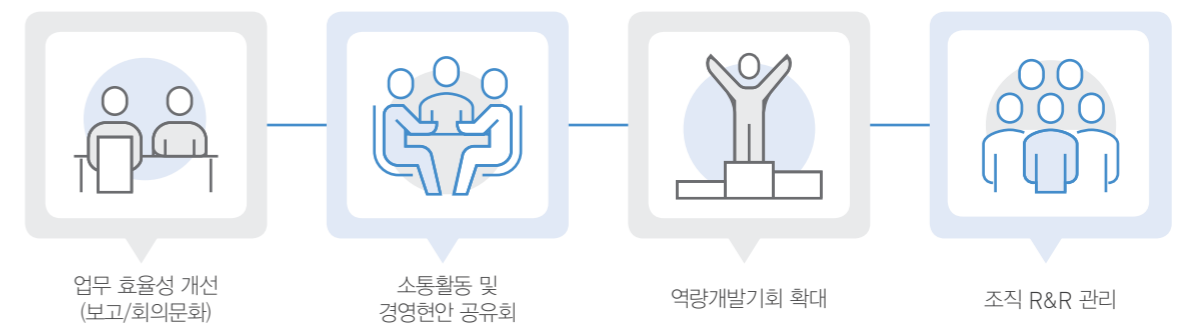 업무 효율성 개선
(보고/회의문화)
소통활동 및
경영현안 공유회
역량개발기회 확대
조직 R&R 관리